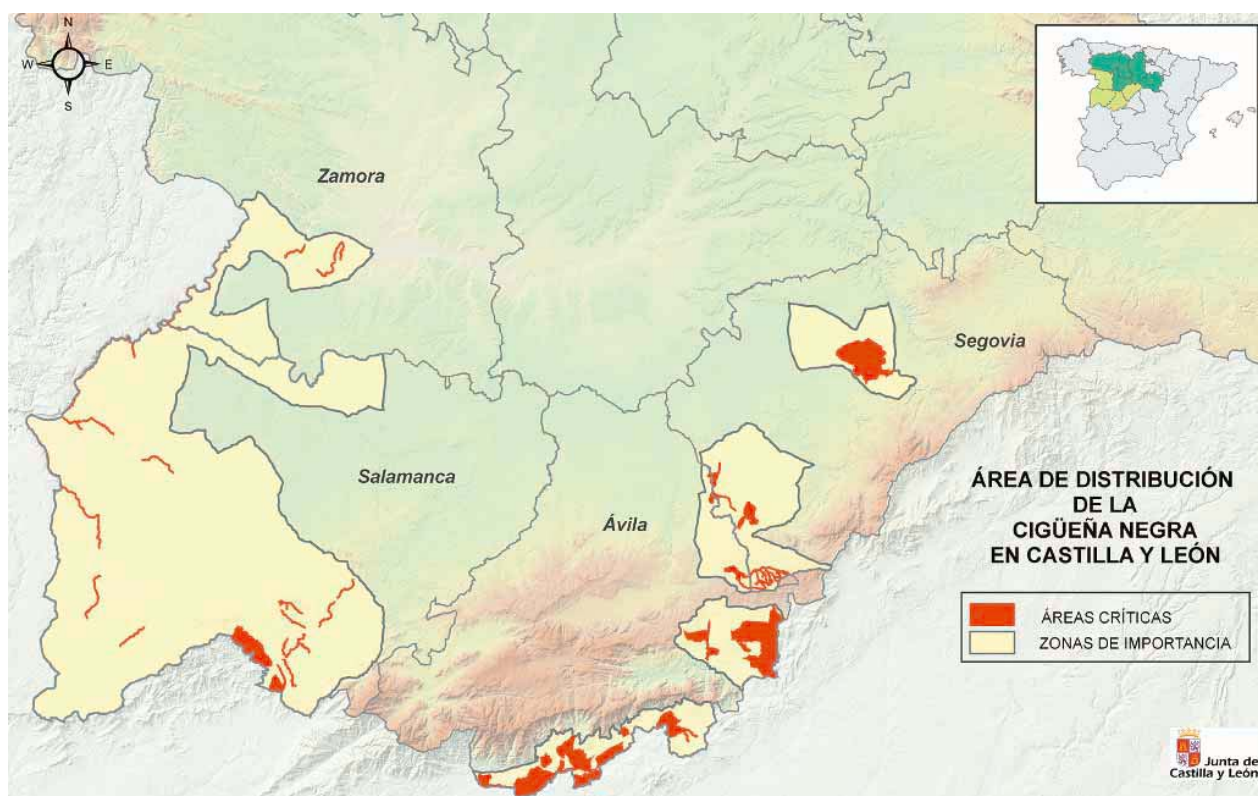 N
W
E
S
Zamora
Segovia
Salamanca
Ávila
ÁREA DE DISTRIBUCIÓN
DE LA
CIGÜEÑA NEGRA
EN CASTILLA Y LEÓN
ÁREAS CRÍTICAS
ZONAS DE IMPORTANCIA
Junta de
Castilla y León